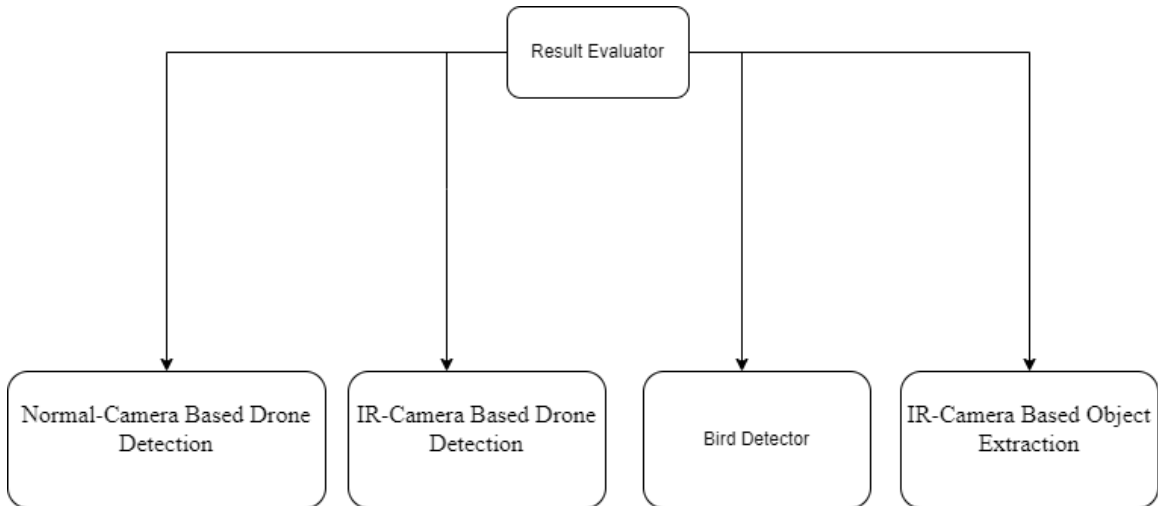 Result Evaluator
Normal-Camera Based Drone
Detection
IR-Camera Based Drone
Detection
Bird Detector
IR-Camera Based Object
Extraction